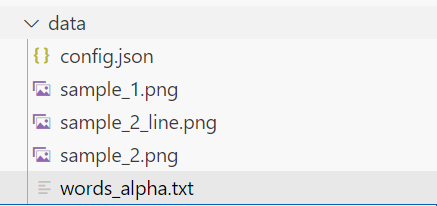 data
config.json
sample_1.png
sample_2_line.png
sample_2.png
words_alpha.txt